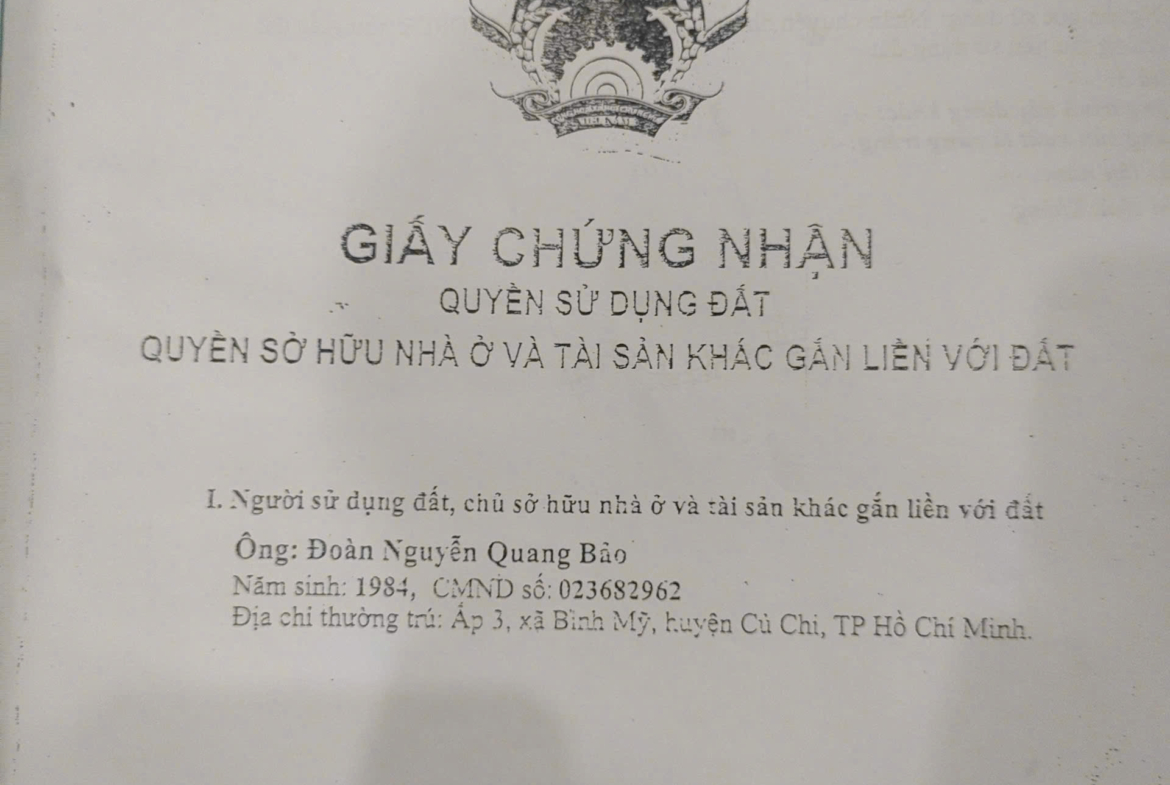 GIẤY CHỨNG NHẬN
QUYỀN SỬ DỤNG ĐẤT
QUYỀN SỞ HỮU NHÀ Ở VÀ TÀI SẢN KHÁC GẮN LIỀN VỚI ĐẤT
I. Người sử dụng đất, chủ sở hữu nhà ở và tài sản khác gắn liền với đất
Ông: Đoàn Nguyễn Quang Bảo
Năm sinh: 1984, CMND số: 023682962
Địa chỉ thường trú: Ấp 3, xã Bình Mỹ, huyện Củ Chi, TP Hồ Chí Minh.